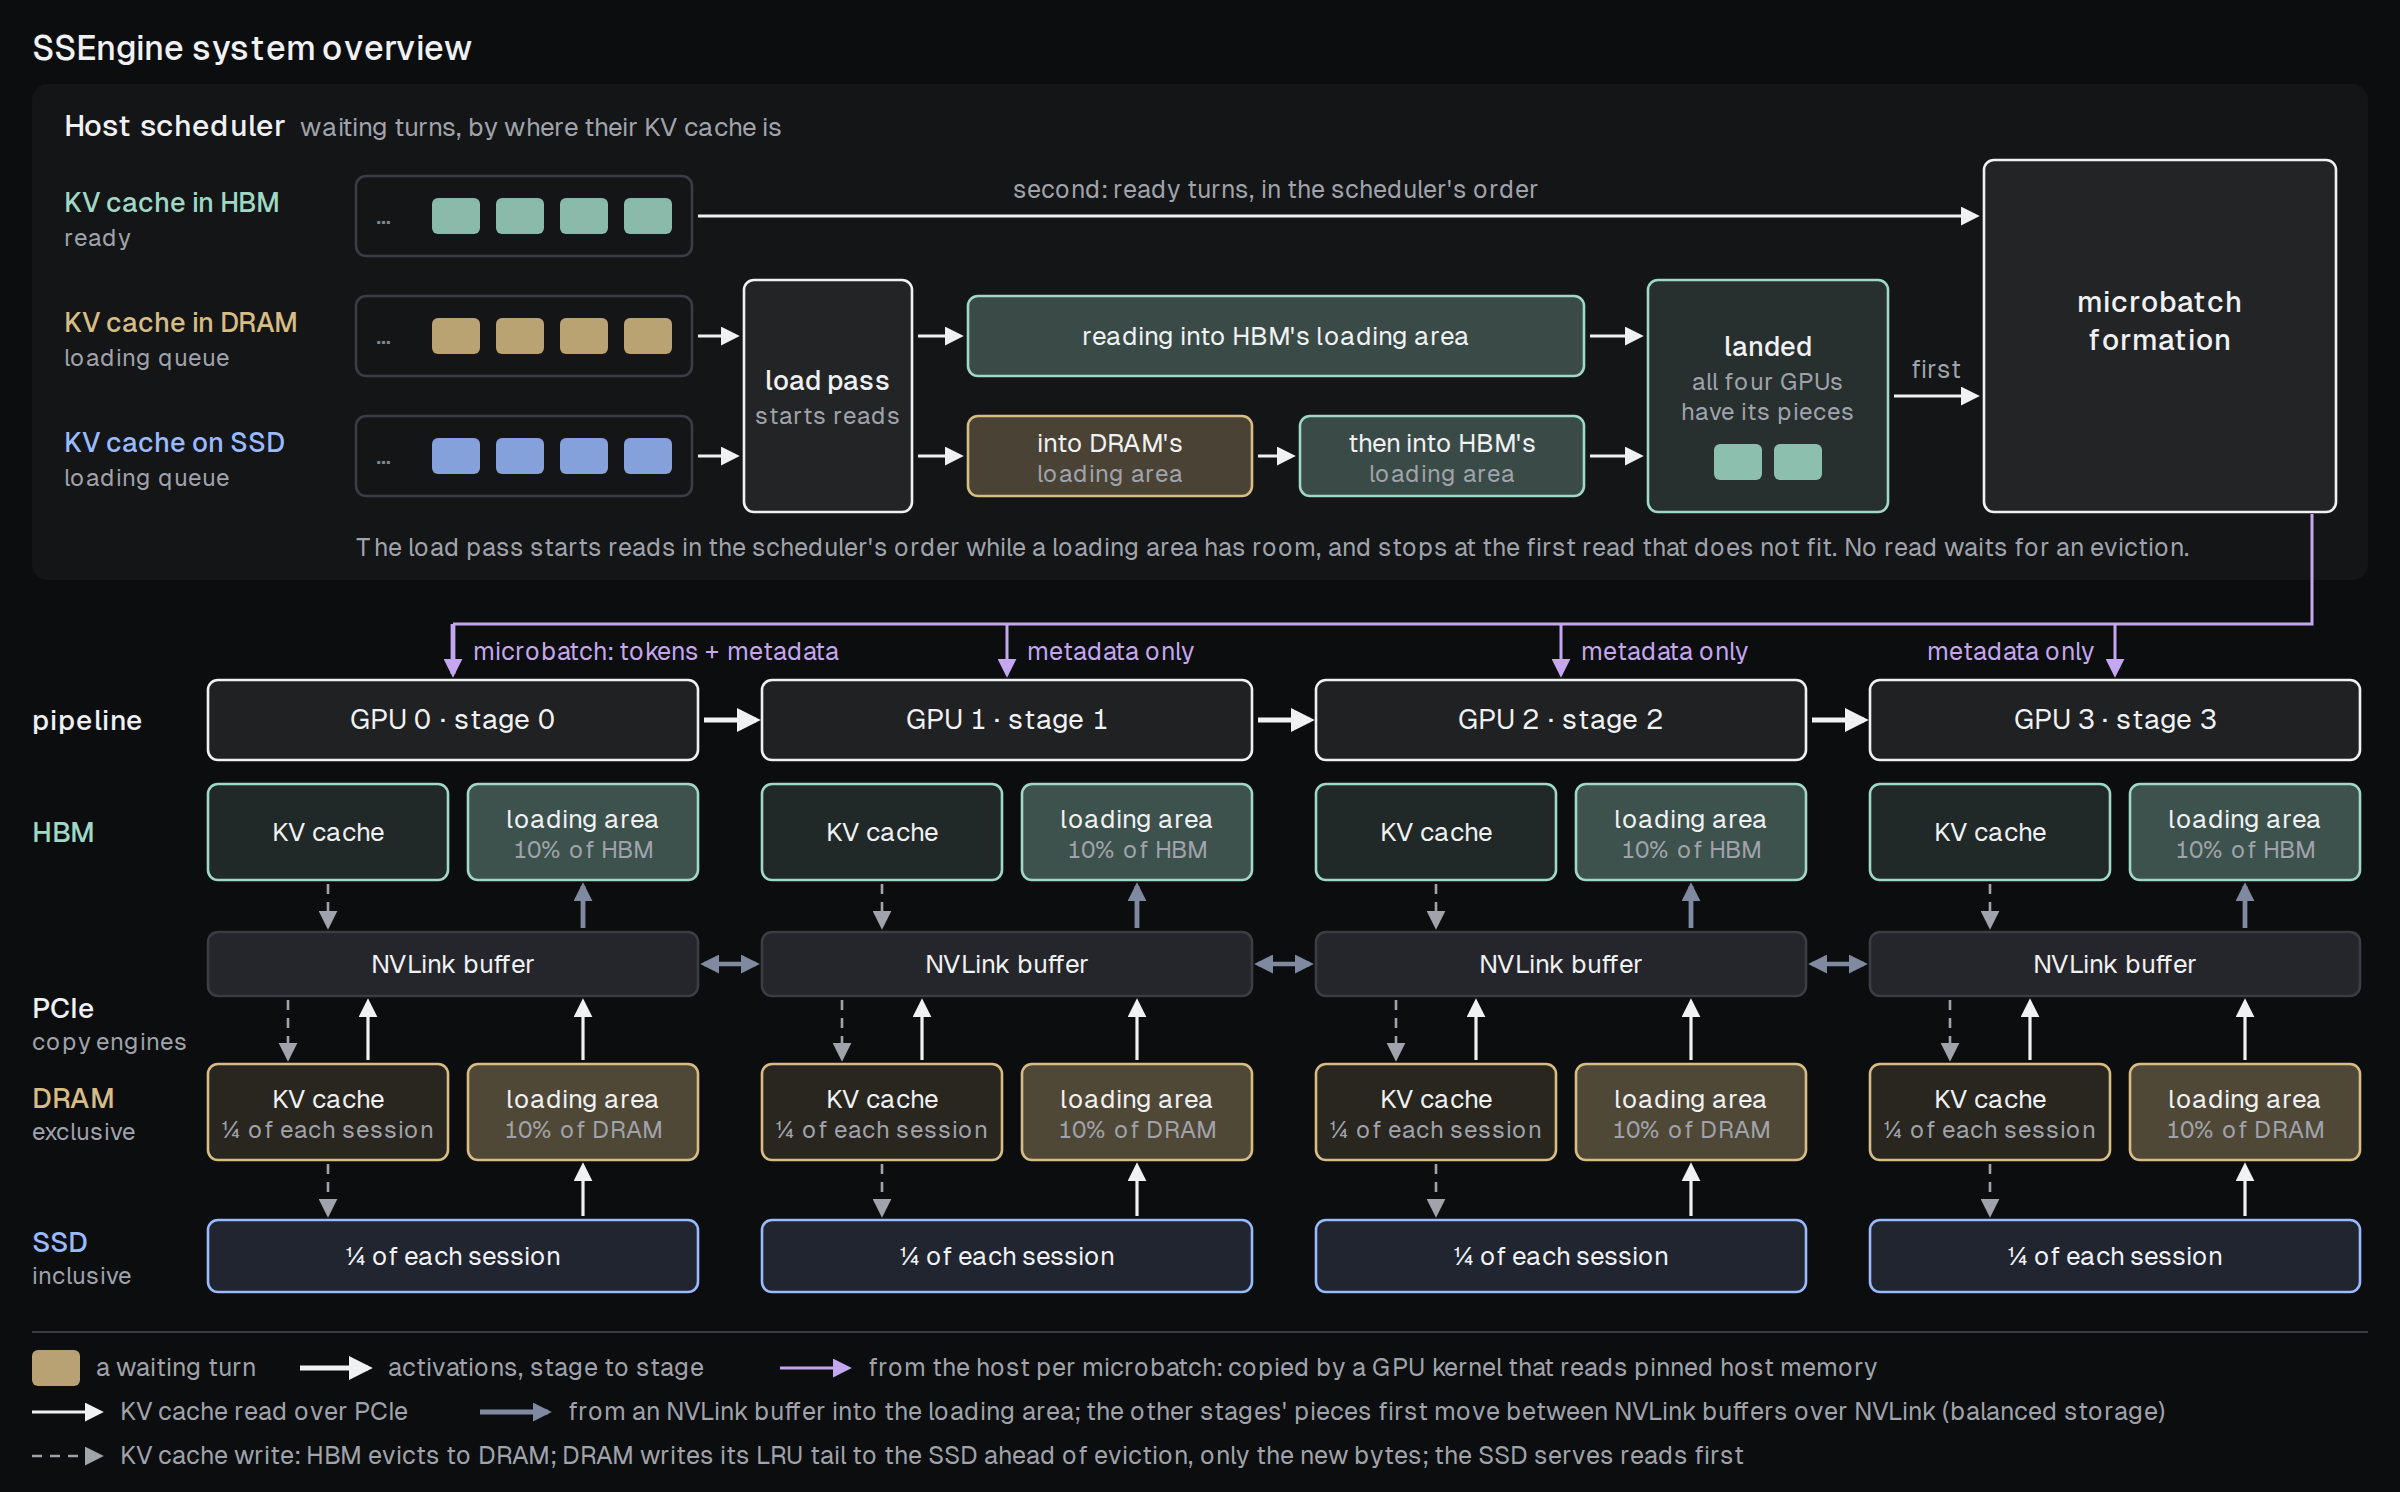 SSEngine system overview
Host scheduler waiting turns, by where their KV cache is
KV cache in HBM
ready
...
second: ready turns, in the scheduler's order
KV cache in DRAM
loading queue
...
KV cache on SSD
loading queue
...
load pass
starts reads
reading into HBM's loading area
into DRAM's
loading area
then into HBM's
loading area
landed
all four GPUs
have its pieces
first
microbatch
formation
The load pass starts reads in the scheduler's order while a loading area has room, and stops at the first read that does not fit. No read waits for an eviction.
microbatch: tokens + metadata
metadata only
metadata only
metadata only
pipeline
GPU 0 · stage 0
GPU 1 · stage 1
GPU 2 · stage 2
GPU 3 · stage 3
HBM
KV cache
loading area
10% of HBM
KV cache
loading area
10% of HBM
KV cache
loading area
10% of HBM
KV cache
loading area
10% of HBM
NVLink buffer
NVLink buffer
NVLink buffer
NVLink buffer
PCIe
copy engines
DRAM
exclusive
KV cache
¼ of each session
loading area
10% of DRAM
KV cache
¼ of each session
loading area
10% of DRAM
KV cache
¼ of each session
loading area
10% of DRAM
KV cache
¼ of each session
loading area
10% of DRAM
SSD
inclusive
¼ of each session
¼ of each session
¼ of each session
¼ of each session
a waiting turn
activations, stage to stage
from the host per microbatch: copied by a GPU kernel that reads pinned host memory
KV cache read over PCIe
from an NVLink buffer into the loading area; the other stages' pieces first move between NVLink buffers over NVLink (balanced storage)
KV cache write: HBM evicts to DRAM; DRAM writes its LRU tail to the SSD ahead of eviction, only the new bytes; the SSD serves reads first